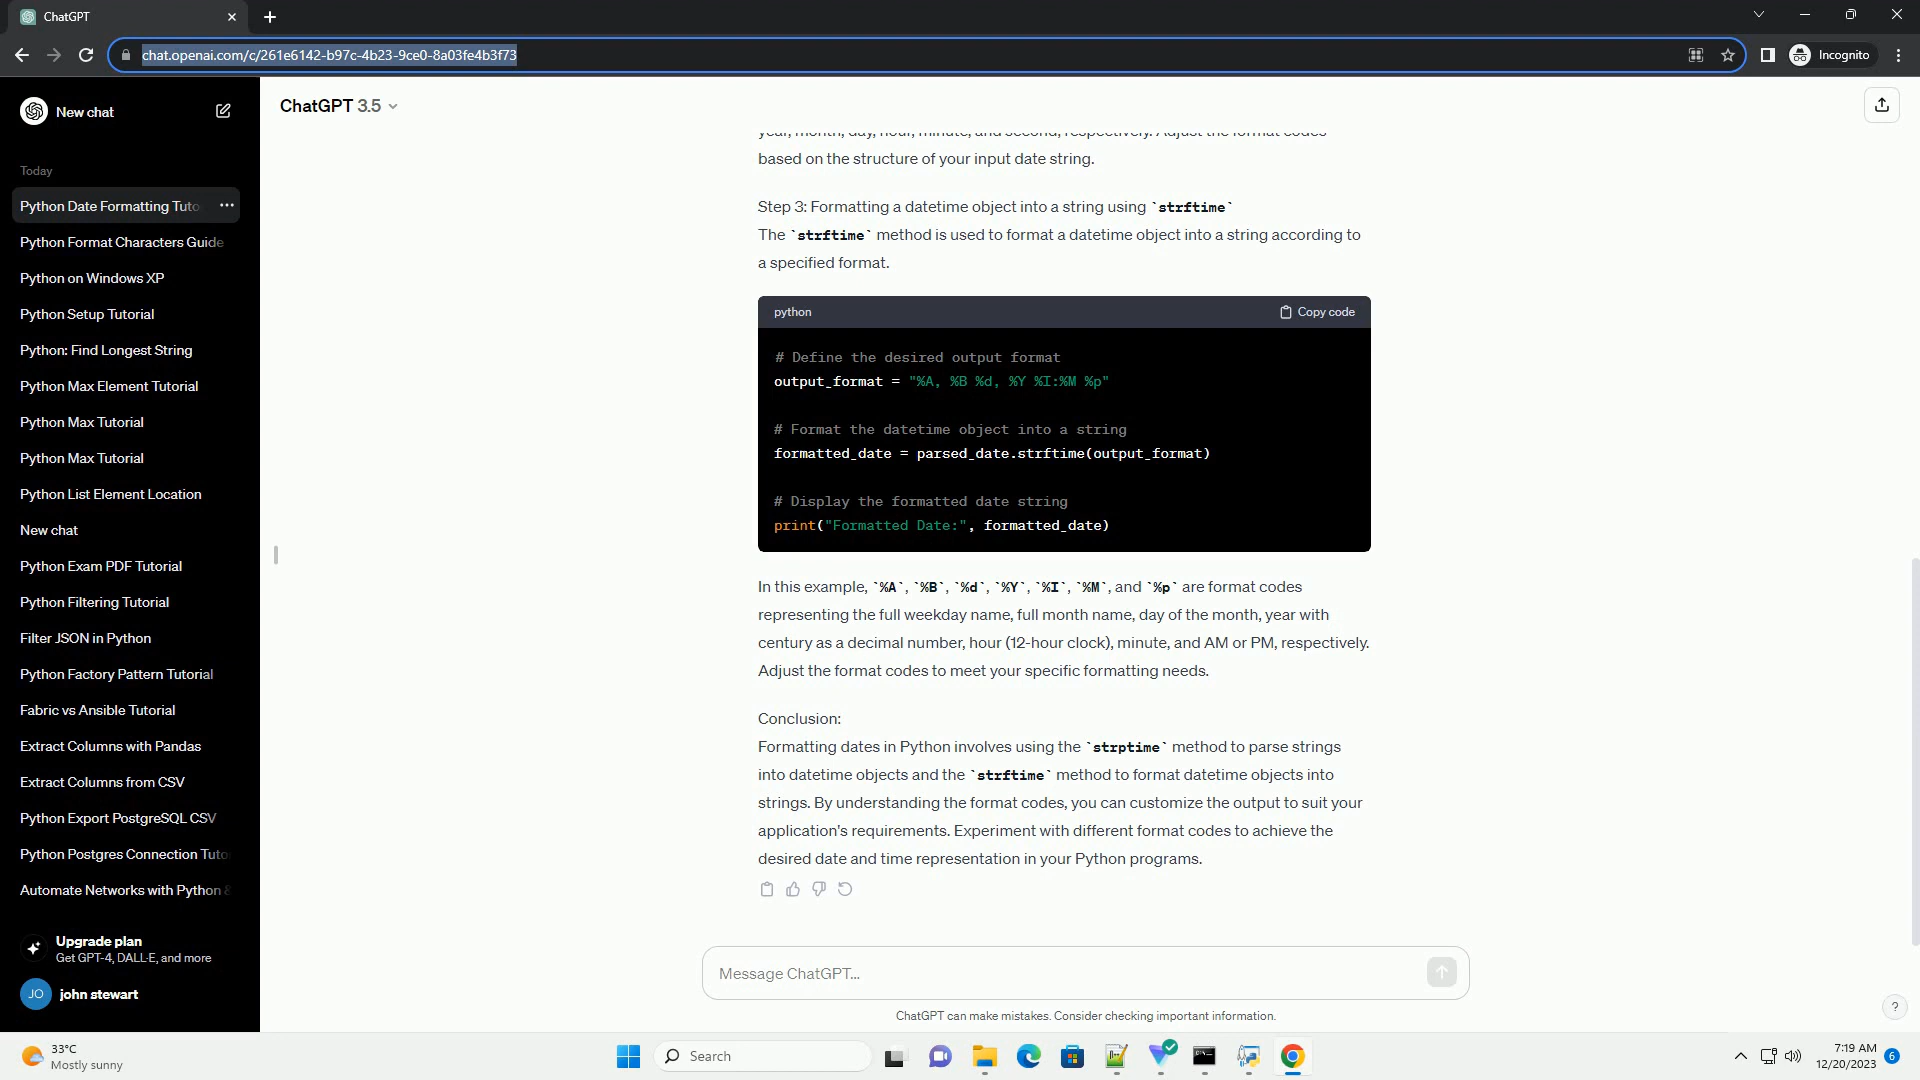 ChatGPT
chat.openai.com/c/261e6142-b97c-4b23-9ce0-8a03fe4b3f73
Incognito
New chat
Today
Python Date Formatting Tuto
Python Format Characters Guide
Python on Windows XP
Python Setup Tutorial
Python: Find Longest String
Python Max Element Tutorial
Python Max Tutorial
Python Max Tutorial
Python List Element Location
New chat
Python Exam PDF Tutorial
Python Filtering Tutorial
Filter JSON in Python
Python Factory Pattern Tutorial
Fabric vs Ansible Tutorial
Extract Columns with Pandas
Extract Columns from CSV
Python Export PostgreSQL CSV
Python Postgres Connection Tuto
Automate Networks with Python &
Upgrade plan
Get GPT-4, DALL·E, and more
JO john stewart
ChatGPT 3.5
year, month, day, hour, minute, and second, respectively. Adjust the format codes
based on the structure of your input date string.
Step 3: Formatting a datetime object into a string using `strftime`
The `strftime` method is used to format a datetime object into a string according to
a specified format.
python Copy code
# Define the desired output format
output_format = "%A, %B %d, %Y %I:%M %p"
# Format the datetime object into a string
formatted_date = parsed_date.strftime(output_format)
# Display the formatted date string
print("Formatted Date:", formatted_date)
In this example, `%A`, `%B`, `%d`, `%Y`, `%I`, `%M`, and `%p` are format codes
representing the full weekday name, full month name, day of the month, year with
century as a decimal number, hour (12-hour clock), minute, and AM or PM, respectively.
Adjust the format codes to meet your specific formatting needs.
Conclusion:
Formatting dates in Python involves using the `strptime` method to parse strings
into datetime objects and the `strftime` method to format datetime objects into
strings. By understanding the format codes, you can customize the output to suit your
application's requirements. Experiment with different format codes to achieve the
desired date and time representation in your Python programs.
Message ChatGPT...
ChatGPT can make mistakes. Consider checking important information.
?
33°C
Mostly sunny
Search
7:19 AM
12/20/2023
6